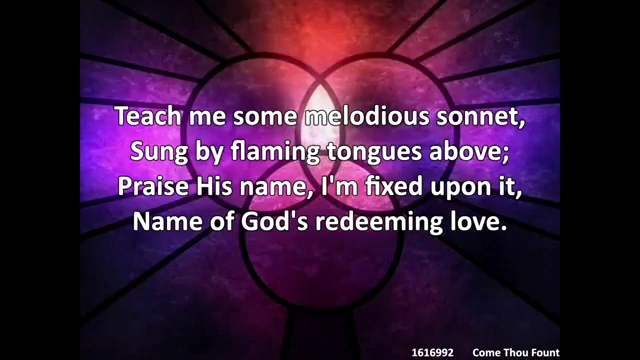 Teach me some melodious sonnet,
Sung by flaming tongues above;
Praise His name, I'm fixed upon it,
Name of God's redeeming love.
1616992 Come Thou Fount